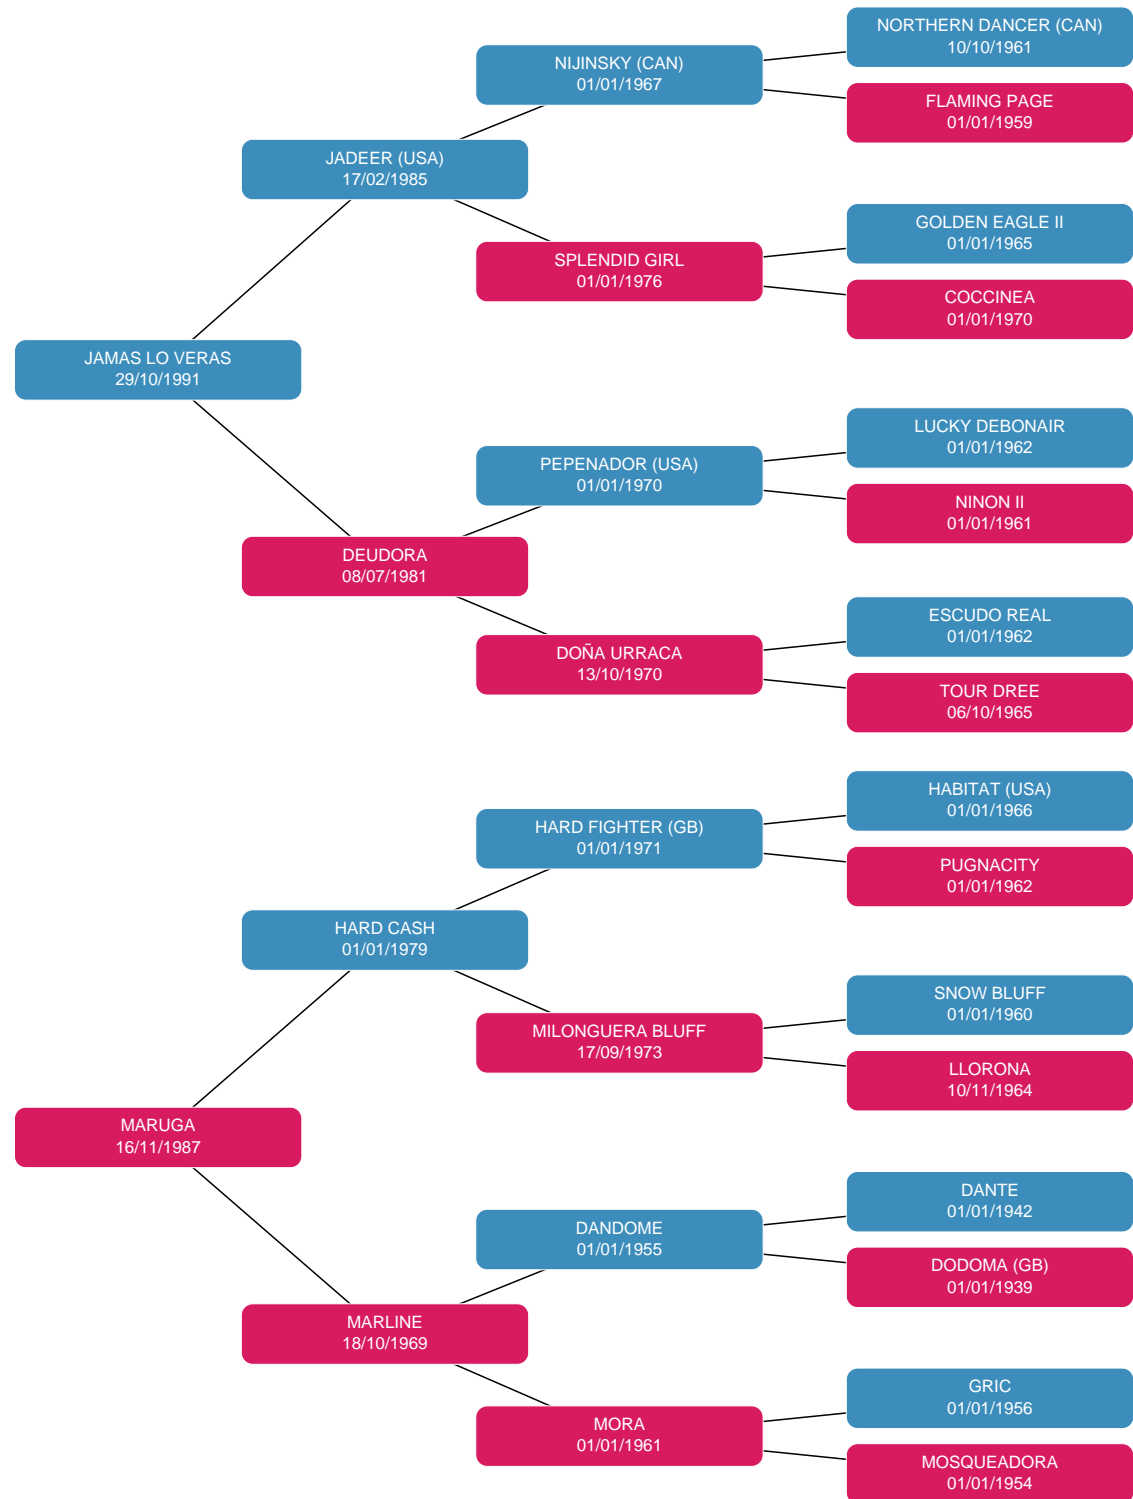 NORTHERN DANCER (CAN)
10/10/1961
NIJINSKY (CAN)
01/01/1967
FLAMING PAGE
01/01/1959
JADEER (USA)
17/02/1985
GOLDEN EAGLE II
01/01/1965
SPLENDID GIRL
01/01/1976
COCCINEA
01/01/1970
JAMAS LO VERAS
29/10/1991
LUCKY DEBONAIR
01/01/1962
PEPENADOR (USA)
01/01/1970
NINON II
01/01/1961
DEUDORA
08/07/1981
ESCUDO REAL
01/01/1962
DOÑA URRACA
13/10/1970
TOUR DREE
06/10/1965
HABITAT (USA)
01/01/1966
HARD FIGHTER (GB)
01/01/1971
PUGNACITY
01/01/1962
HARD CASH
01/01/1979
SNOW BLUFF
01/01/1960
MILONGUERA BLUFF
17/09/1973
LLORONA
10/11/1964
MARUGA
16/11/1987
DANTE
01/01/1942
DANDOME
01/01/1955
DODOMA (GB)
01/01/1939
MARLINE
18/10/1969
GRIC
01/01/1956
MORA
01/01/1961
MOSQUEADORA
01/01/1954